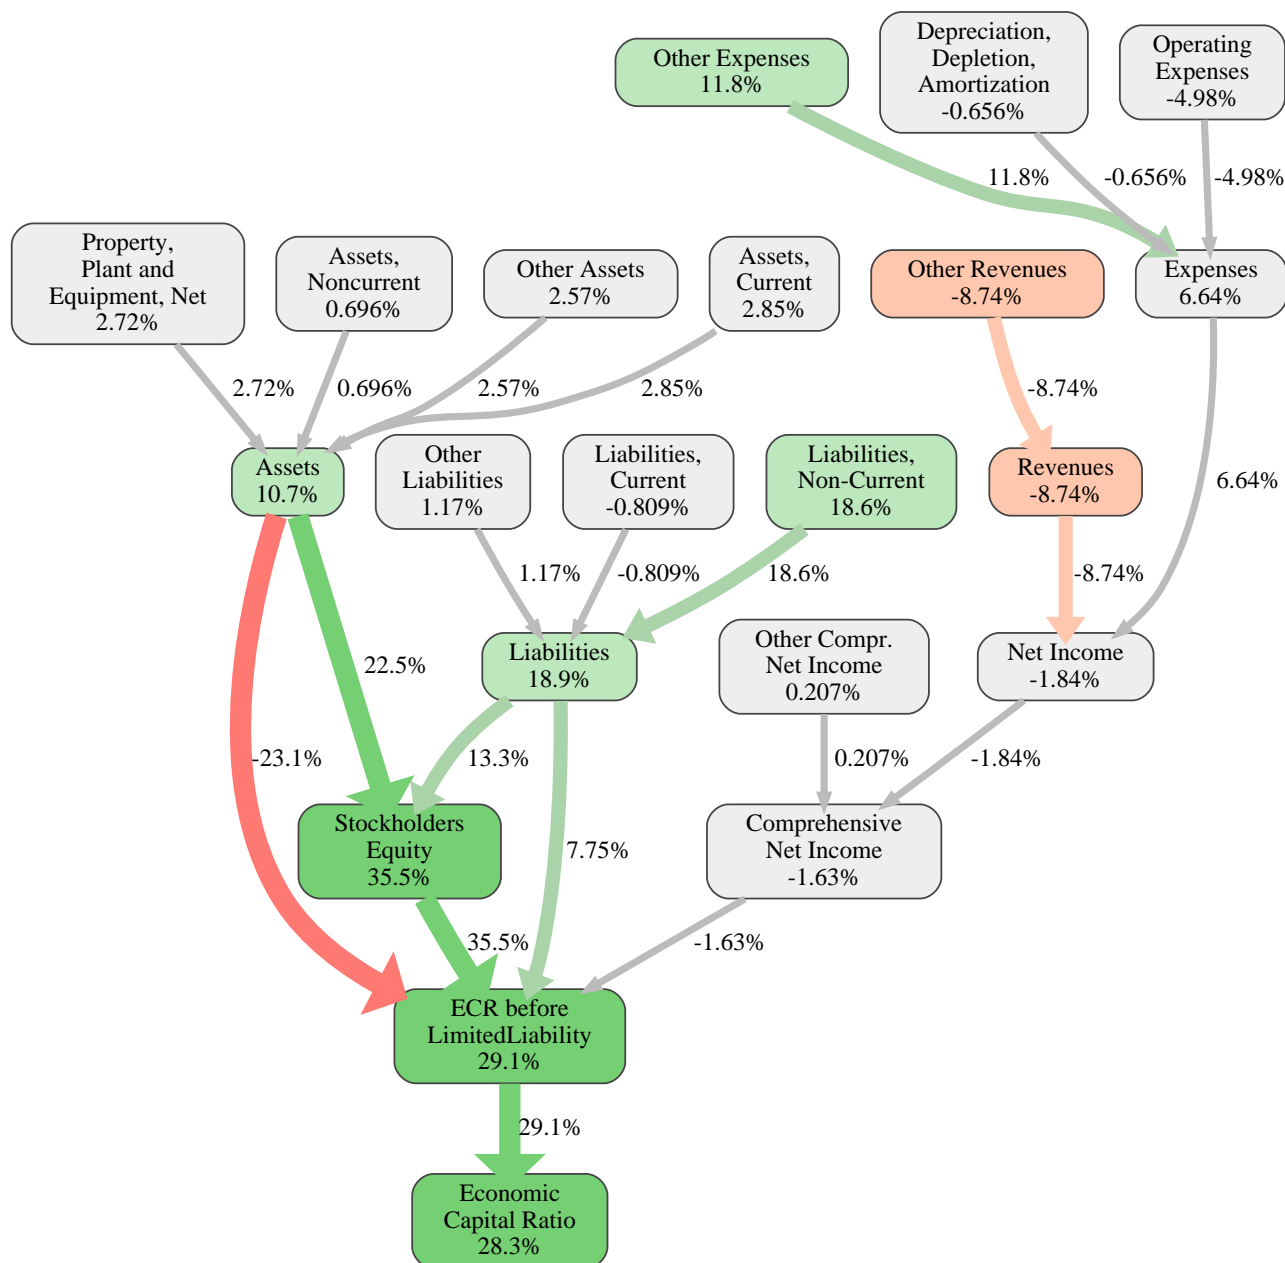 Other Expenses
11.8%
Depreciation,
Depletion,
Amortization
-0.656%
Operating
Expenses
-4.98%
11.8%
-0.656%
-4.98%
Property,
Plant and
Equipment, Net
2.72%
Assets,
Noncurrent
0.696%
Other Assets
2.57%
Assets,
Current
2.85%
Other Revenues
-8.74%
Expenses
6.64%
2.72%
0.696%
2.57%
2.85%
-8.74%
Assets
10.7%
Other
Liabilities
1.17%
Liabilities,
Current
-0.809%
Liabilities,
Non-Current
18.6%
Revenues
-8.74%
6.64%
1.17%
-0.809%
18.6%
-8.74%
Liabilities
18.9%
Other Compr.
Net Income
0.207%
Net Income
-1.84%
22.5%
-23.1%
13.3%
0.207%
-1.84%
Stockholders
Equity
35.5%
7.75%
Comprehensive
Net Income
-1.63%
35.5%
-1.63%
ECR before
LimitedLiability
29.1%
29.1%
Economic
Capital Ratio
28.3%